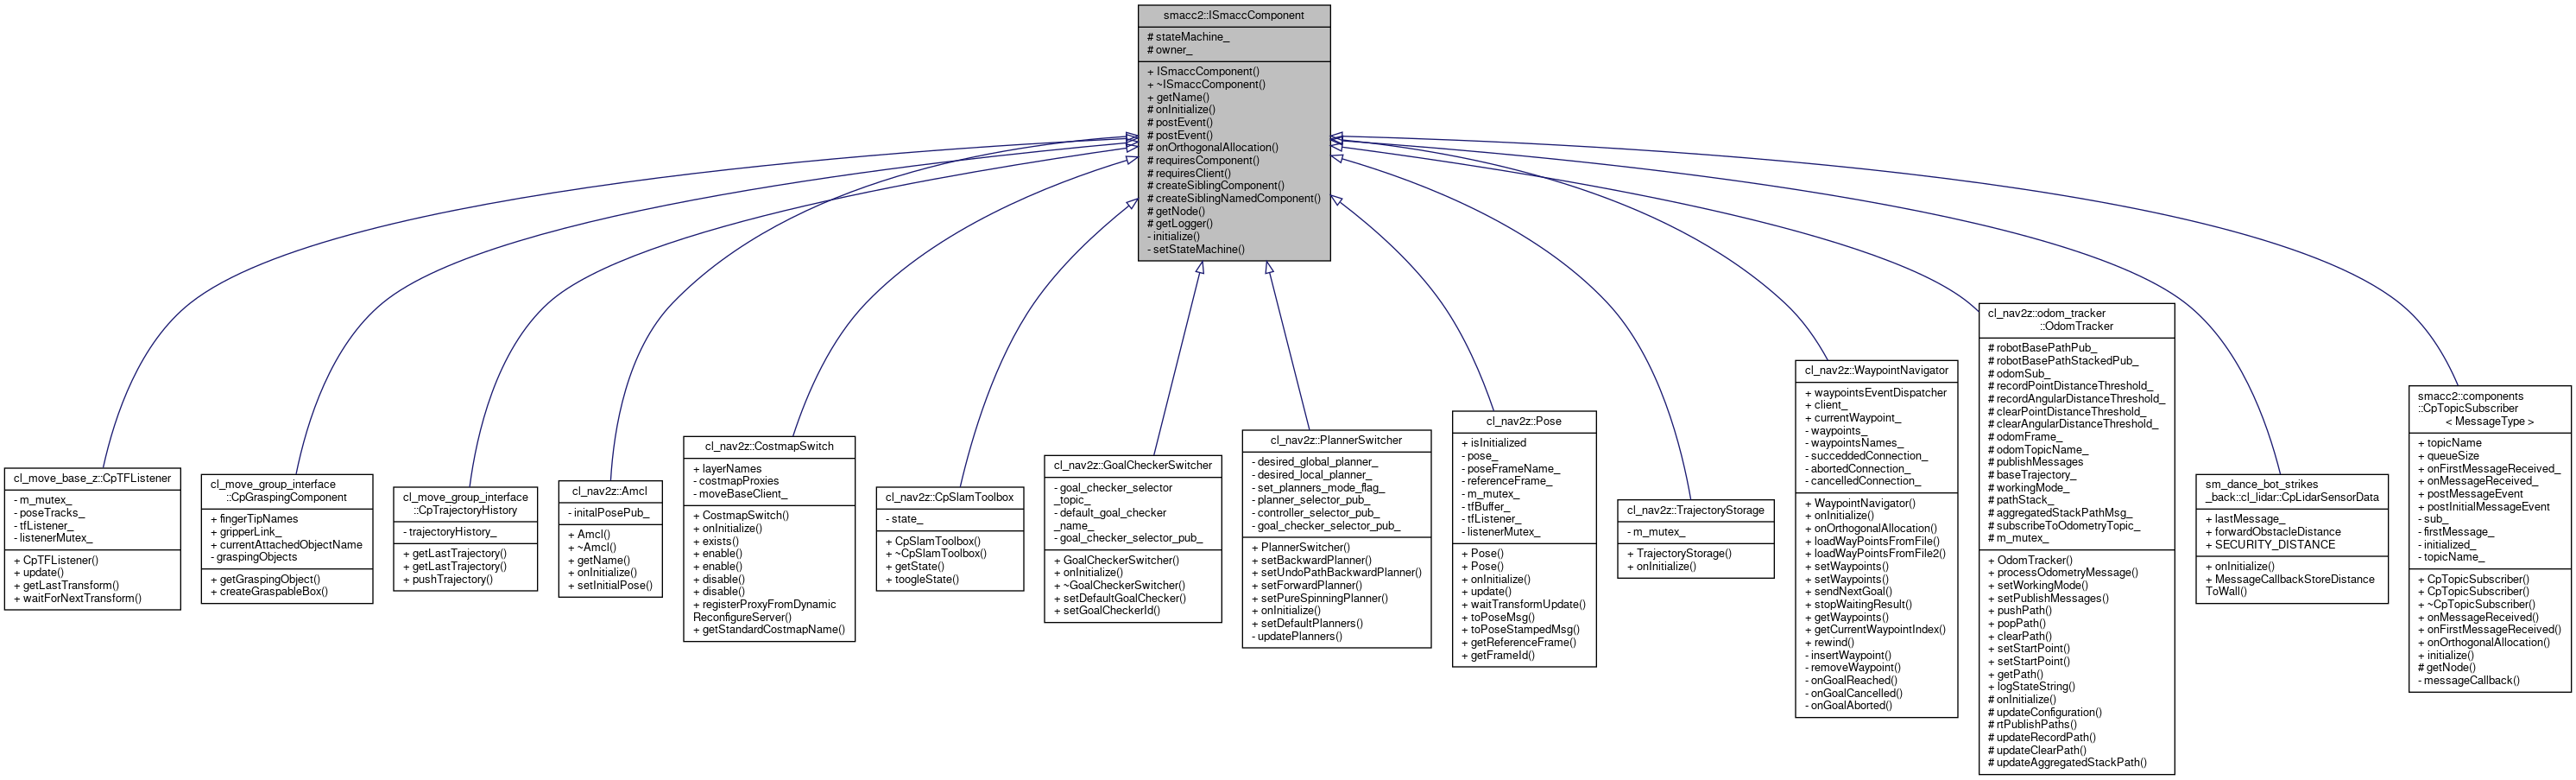 smacc2::ISmaccComponent
# stateMachine_
# owner_
+ ISmaccComponent()
+ ~ISmaccComponent()
+ getName()
# onInitialize()
# postEvent()
# postEvent()
# onOrthogonalAllocation()
# requiresComponent()
# requiresClient()
# createSiblingComponent()
# createSiblingNamedComponent()
# getNode()
# getLogger()
- initialize()
- setStateMachine()
cl_move_base_z::CpTFListener
- m_mutex_
- poseTracks_
- tfListener_
- listenerMutex_
+ CpTFListener()
+ update()
+ getLastTransform()
+ waitForNextTransform()
cl_move_group_interface
::CpGraspingComponent
+ fingerTipNames
+ gripperLink_
+ currentAttachedObjectName
- graspingObjects
+ getGraspingObject()
+ createGraspableBox()
cl_move_group_interface
::CpTrajectoryHistory
- trajectoryHistory_
+ getLastTrajectory()
+ getLastTrajectory()
+ pushTrajectory()
cl_nav2z::Amcl
- initalPosePub_
+ Amcl()
+ ~Amcl()
+ getName()
+ onInitialize()
+ setInitialPose()
cl_nav2z::CostmapSwitch
+ layerNames
- costmapProxies
- moveBaseClient_
+ CostmapSwitch()
+ onInitialize()
+ exists()
+ enable()
+ enable()
+ disable()
+ disable()
+ registerProxyFromDynamic
ReconfigureServer()
+ getStandardCostmapName()
cl_nav2z::CpSlamToolbox
- state_
+ CpSlamToolbox()
+ ~CpSlamToolbox()
+ getState()
+ toogleState()
cl_nav2z::GoalCheckerSwitcher
- goal_checker_selector
_topic_
- default_goal_checker
_name_
- goal_checker_selector_pub_
+ GoalCheckerSwitcher()
+ onInitialize()
+ ~GoalCheckerSwitcher()
+ setDefaultGoalChecker()
+ setGoalCheckerId()
cl_nav2z::PlannerSwitcher
- desired_global_planner_
- desired_local_planner_
- set_planners_mode_flag_
- planner_selector_pub_
- controller_selector_pub_
- goal_checker_selector_pub_
+ PlannerSwitcher()
+ setBackwardPlanner()
+ setUndoPathBackwardPlanner()
+ setForwardPlanner()
+ setPureSpinningPlanner()
+ onInitialize()
+ setDefaultPlanners()
- updatePlanners()
cl_nav2z::Pose
+ isInitialized
- pose_
- poseFrameName_
- referenceFrame_
- m_mutex_
- tfBuffer_
- tfListener_
- listenerMutex_
+ Pose()
+ Pose()
+ onInitialize()
+ update()
+ waitTransformUpdate()
+ toPoseMsg()
+ toPoseStampedMsg()
+ getReferenceFrame()
+ getFrameId()
cl_nav2z::TrajectoryStorage
- m_mutex_
+ TrajectoryStorage()
+ onInitialize()
cl_nav2z::WaypointNavigator
+ waypointsEventDispatcher
+ client_
+ currentWaypoint_
- waypoints_
- waypointsNames_
- succeddedConnection_
- abortedConnection_
- cancelledConnection_
+ WaypointNavigator()
+ onInitialize()
+ onOrthogonalAllocation()
+ loadWayPointsFromFile()
+ loadWayPointsFromFile2()
+ setWaypoints()
+ setWaypoints()
+ sendNextGoal()
+ stopWaitingResult()
+ getWaypoints()
+ getCurrentWaypointIndex()
+ rewind()
- insertWaypoint()
- removeWaypoint()
- onGoalReached()
- onGoalCancelled()
- onGoalAborted()
cl_nav2z::odom_tracker
::OdomTracker
# robotBasePathPub_
# robotBasePathStackedPub_
# odomSub_
# recordPointDistanceThreshold_
# recordAngularDistanceThreshold_
# clearPointDistanceThreshold_
# clearAngularDistanceThreshold_
# odomFrame_
# odomTopicName_
# publishMessages
# baseTrajectory_
# workingMode_
# pathStack_
# aggregatedStackPathMsg_
# subscribeToOdometryTopic_
# m_mutex_
+ OdomTracker()
+ processOdometryMessage()
+ setWorkingMode()
+ setPublishMessages()
+ pushPath()
+ popPath()
+ clearPath()
+ setStartPoint()
+ setStartPoint()
+ getPath()
+ logStateString()
# onInitialize()
# updateConfiguration()
# rtPublishPaths()
# updateRecordPath()
# updateClearPath()
# updateAggregatedStackPath()
sm_dance_bot_strikes
_back::cl_lidar::CpLidarSensorData
+ lastMessage_
+ forwardObstacleDistance
+ SECURITY_DISTANCE
+ onInitialize()
+ MessageCallbackStoreDistance
ToWall()
smacc2::components
::CpTopicSubscriber
< MessageType >
+ topicName
+ queueSize
+ onFirstMessageReceived_
+ onMessageReceived_
+ postMessageEvent
+ postInitialMessageEvent
- sub_
- firstMessage_
- initialized_
- topicName_
+ CpTopicSubscriber()
+ CpTopicSubscriber()
+ ~CpTopicSubscriber()
+ onMessageReceived()
+ onFirstMessageReceived()
+ onOrthogonalAllocation()
+ initialize()
# getNode()
- messageCallback()